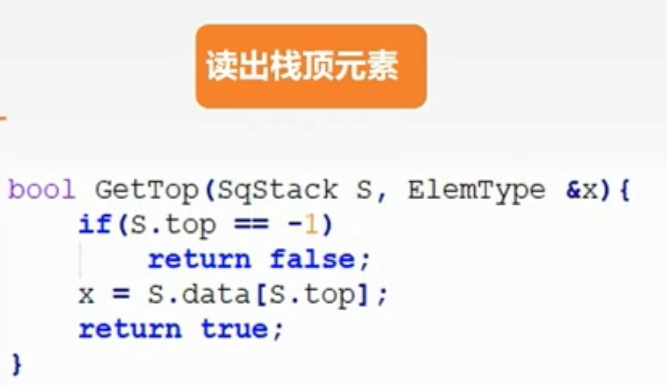 读出栈顶元素
bool GetTop(SqStack S, ElemType &x){
    if(S.top == -1)
        return false;
    x = S.data[S.top];
    return true;
}